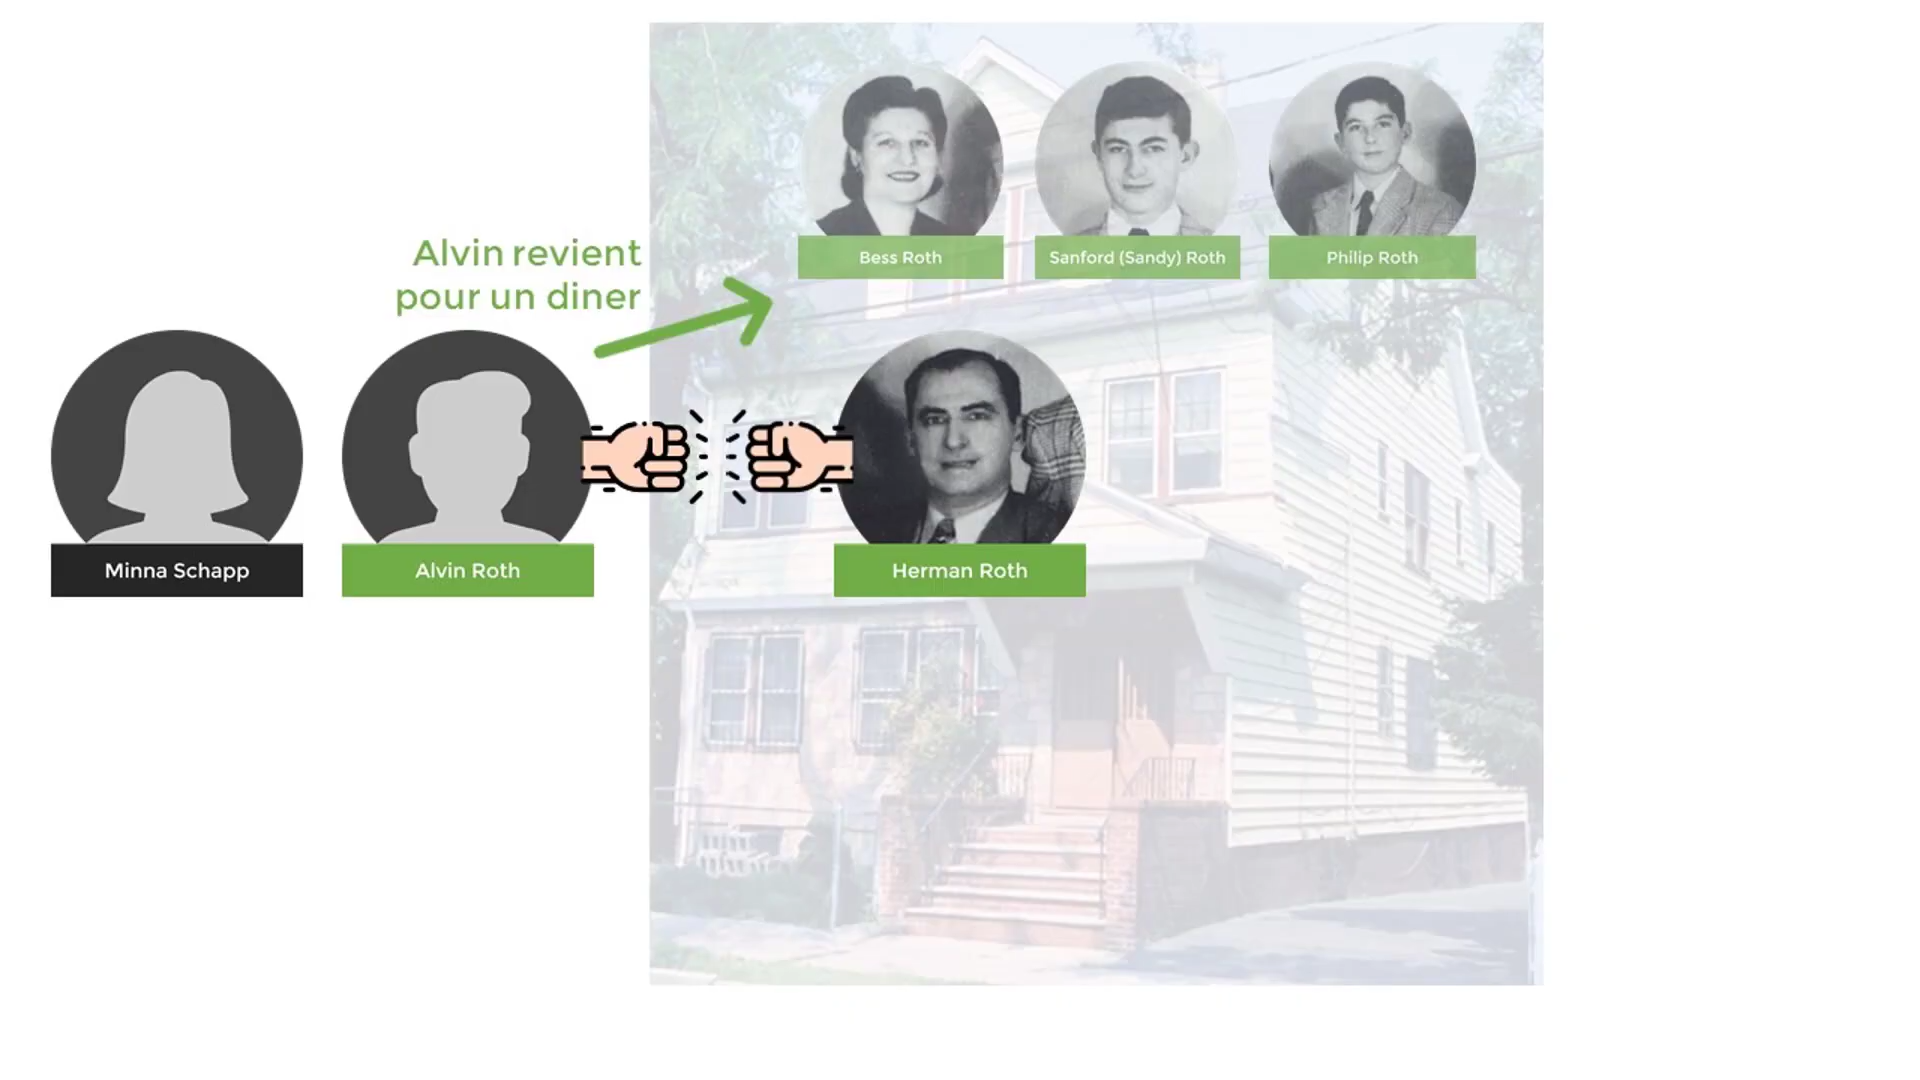 Bess Roth
Sanford (Sandy) Roth
Philip Roth
Alvin revient
pour un diner
Minna Schapp
Alvin Roth
Herman Roth